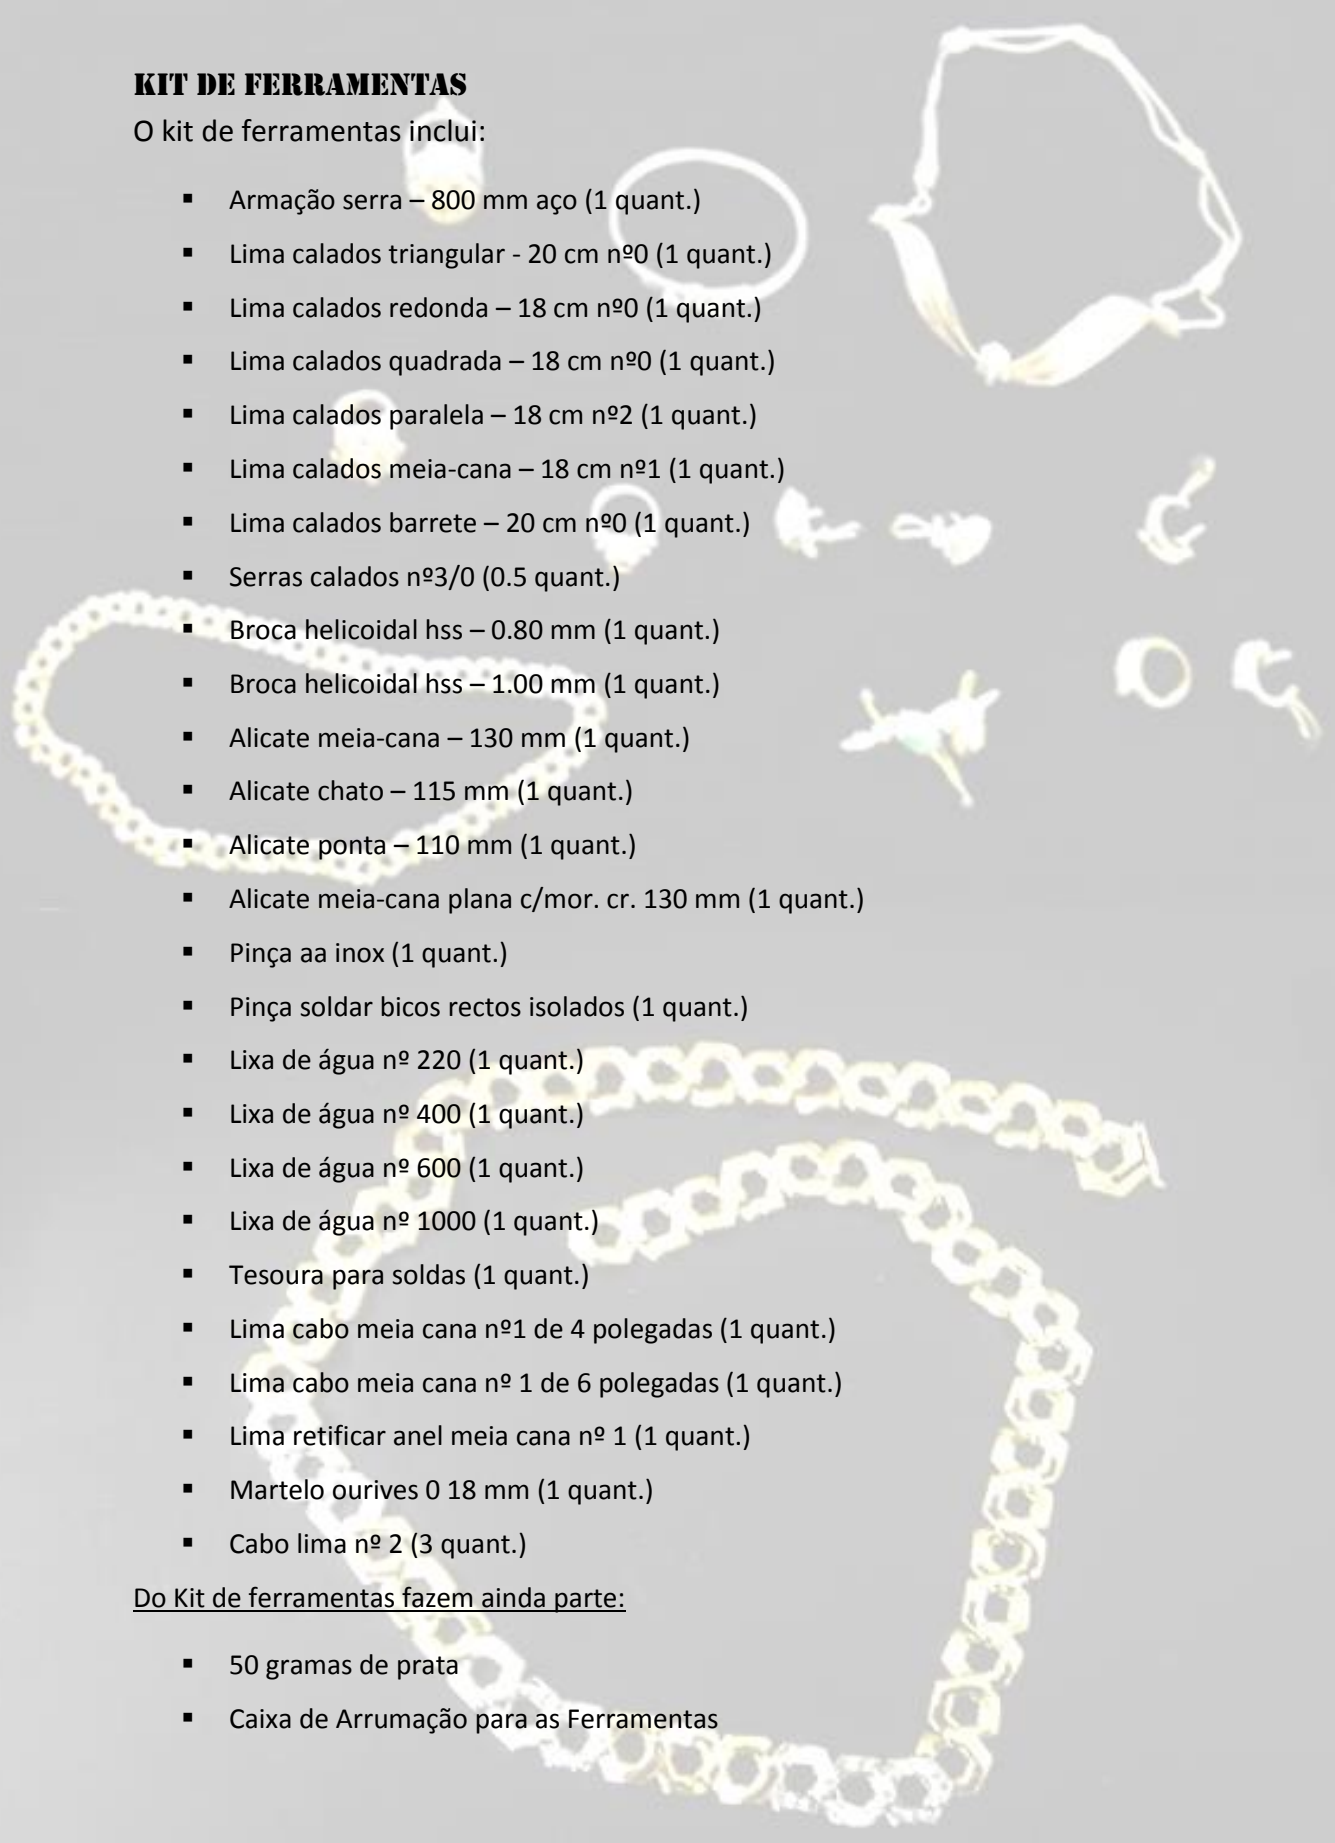 KIT DE FERRAMENTAS
O kit de ferramentas inclui:
▪ Armação serra – 800 mm aço (1 quant.)
▪ Lima calados triangular - 20 cm nº0 (1 quant.)
▪ Lima calados redonda – 18 cm nº0 (1 quant.)
▪ Lima calados quadrada – 18 cm nº0 (1 quant.)
▪ Lima calados paralela – 18 cm nº2 (1 quant.)
▪ Lima calados meia-cana – 18 cm nº1 (1 quant.)
▪ Lima calados barrete – 20 cm nº0 (1 quant.)
▪ Serras calados nº3/0 (0.5 quant.)
▪ Broca helicoidal hss – 0.80 mm (1 quant.)
▪ Broca helicoidal hss – 1.00 mm (1 quant.)
▪ Alicate meia-cana – 130 mm (1 quant.)
▪ Alicate chato – 115 mm (1 quant.)
▪ Alicate ponta – 110 mm (1 quant.)
▪ Alicate meia-cana plana c/mor. cr. 130 mm (1 quant.)
▪ Pinça aa inox (1 quant.)
▪ Pinça soldar bicos rectos isolados (1 quant.)
▪ Lixa de água nº 220 (1 quant.)
▪ Lixa de água nº 400 (1 quant.)
▪ Lixa de água nº 600 (1 quant.)
▪ Lixa de água nº 1000 (1 quant.)
▪ Tesoura para soldas (1 quant.)
▪ Lima cabo meia cana nº1 de 4 polegadas (1 quant.)
▪ Lima cabo meia cana nº 1 de 6 polegadas (1 quant.)
▪ Lima retificar anel meia cana nº 1 (1 quant.)
▪ Martelo ourives 0 18 mm (1 quant.)
▪ Cabo lima nº 2 (3 quant.)
Do Kit de ferramentas fazem ainda parte:
▪ 50 gramas de prata
▪ Caixa de Arrumação para as Ferramentas